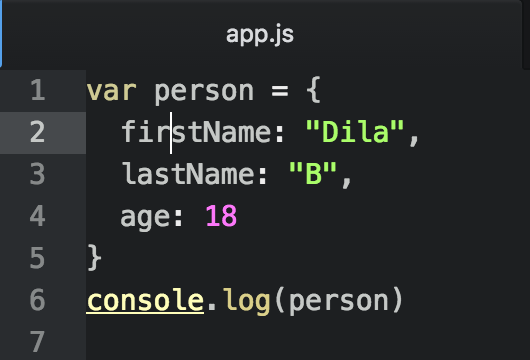 app.js
1 var person = {
2   firstName: "Dila",
3   lastName: "B",
4   age: 18
5 }
6 console.log(person)
7